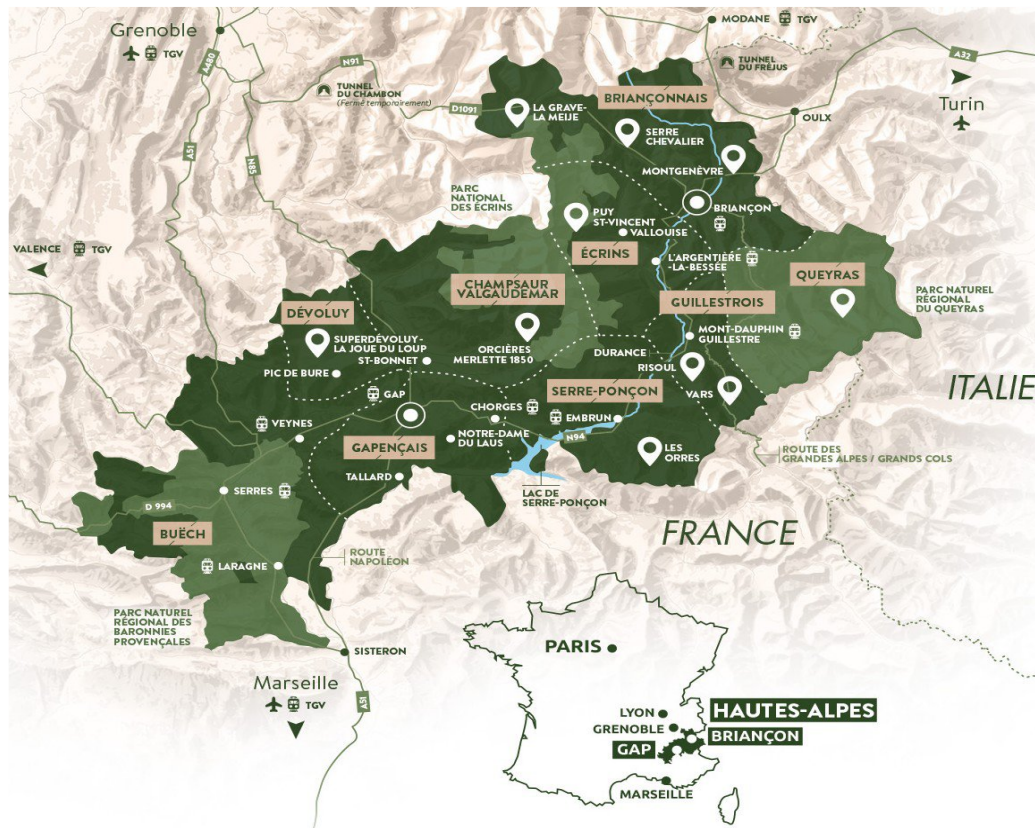 Grenoble
TGV
A480
N91
TUNNEL
DU CHAMBON
(Fermé temporairement)
D1091
LA GRAVE-
LA MEIJE
BRIANÇONNAIS
SERRE
CHEVALIER
MONTGENÈVRE
MODANE
TGV
TUNNEL
DU FRÉJUS
A32
Turin
OULX
A51
N85
PARC
NATIONAL
DES ÉCRINS
PUY
ST-VINCENT
VALLOUISE
BRIANÇON
ÉCRINS
L'ARGENTIÈRE
-LA-BESSÉE
QUEYRAS
PARC NATUREL
RÉGIONAL
DU QUEYRAS
VALENCE
TGV
CHAMPSAUR
VALGAUDEMAR
GUILLESTROIS
DÉVOLUY
SUPERDÉVOLUY-
LA JOUE DU LOUP
ST-BONNET
PIC DE BURE
ORCIÈRES
MERLETTE 1850
MONT-DAUPHIN
GUILLESTRE
DURANCE
RISOUL
VARS
ITALIE
GAP
SERRE-PONÇON
CHORGES
EMBRUN
VEYNES
GAPENÇAIS
NOTRE-DAME
DU LAUS
N94
LES
ORRES
ROUTE DES
GRANDES ALPES / GRANDS COLS
TALLARD
LAC DE
SERRE-PONÇON
SERRES
D 994
BUËCH
FRANCE
ROUTE
NAPOLÉON
LARAGNE
PARC NATUREL
RÉGIONAL DES
BARONNIES
PROVENÇALES
SISTERON
Marseille
TGV
A51
PARIS
LYON
HAUTES-ALPES
GRENOBLE
BRIANÇON
GAP
MARSEILLE